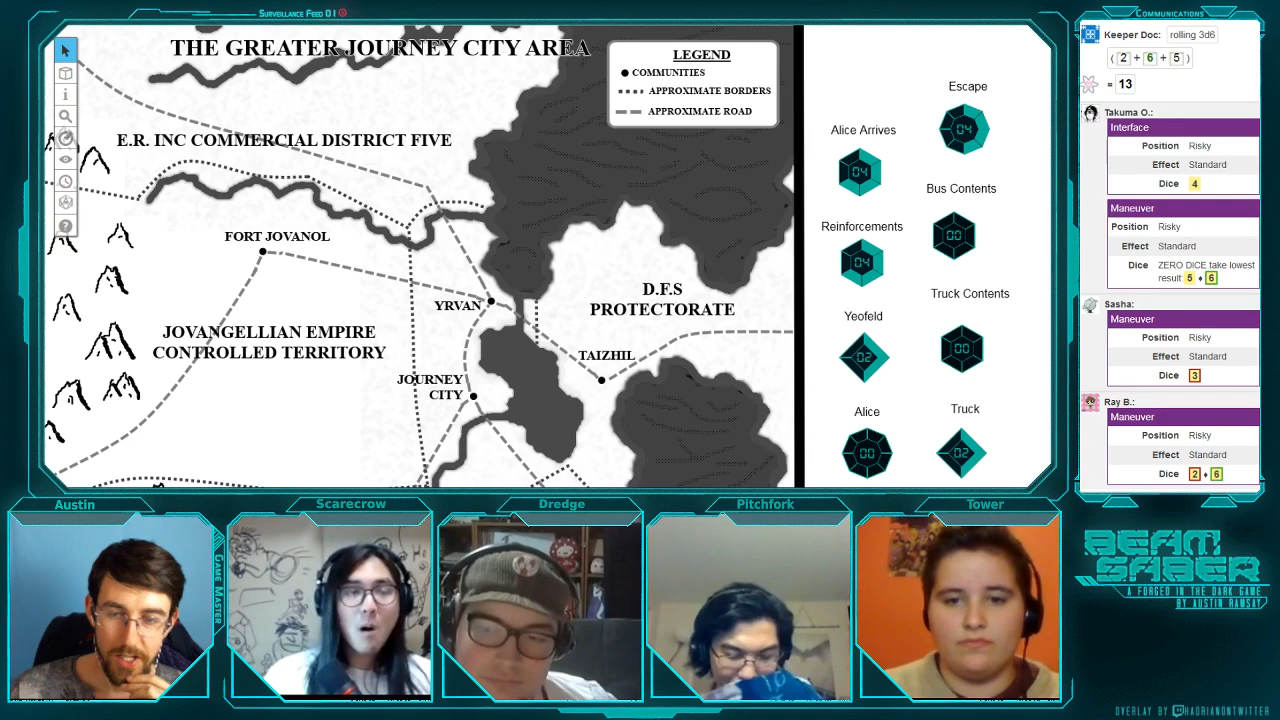 SURVEILLANCE FEED 01
THE GREATER JOURNEY CITY AREA
LEGEND
COMMUNITIES
APPROXIMATE BORDERS
APPROXIMATE ROAD
E.R. INC COMMERCIAL DISTRICT FIVE
FORT JOVANOL
YRVAN
D.F.S
PROTECTORATE
JOVANGELLIAN EMPIRE
CONTROLLED TERRITORY
TAIZHIL
JOURNEY
CITY
Escape
04
Alice Arrives
04
Bus Contents
00
Reinforcements
04
Truck Contents
00
Yeofeld
02
Alice
00
Truck
02
COMMUNICATIONS
Keeper Doc: rolling 3d6
( 2 + 6 + 5 )
= 13
Takuma O.:
Interface
Position Risky
Effect Standard
Dice 4
Maneuver
Position Risky
Effect Standard
Dice ZERO DICE take lowest
result: 5 ♦ 6
Sasha:
Maneuver
Position Risky
Effect Standard
Dice 3
Ray B.:
Maneuver
Position Risky
Effect Standard
Dice 2 ♦ 6
Austin
GAME MASTER
Scarecrow
Dredge
Pitchfork
Tower
BEAM
SABER
A FORGED IN THE DARK GAME
BY AUSTIN RAMSAY
OVERLAY BY HADRIANONTWITTER